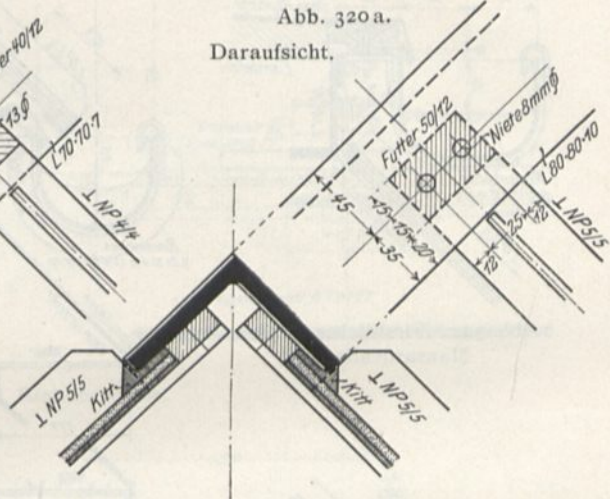 Abb. 320a.
Daraufsicht.
er 40/12
13ϕ
L70·70·7
⊥NP4/4
Futter 50/12
Niete 8mmϕ
L80·80·10
⊥NP5/5
45
15
15
20
35
25
12
12
⊥NP5/5
Kitt
Kitt
⊥NP5/5